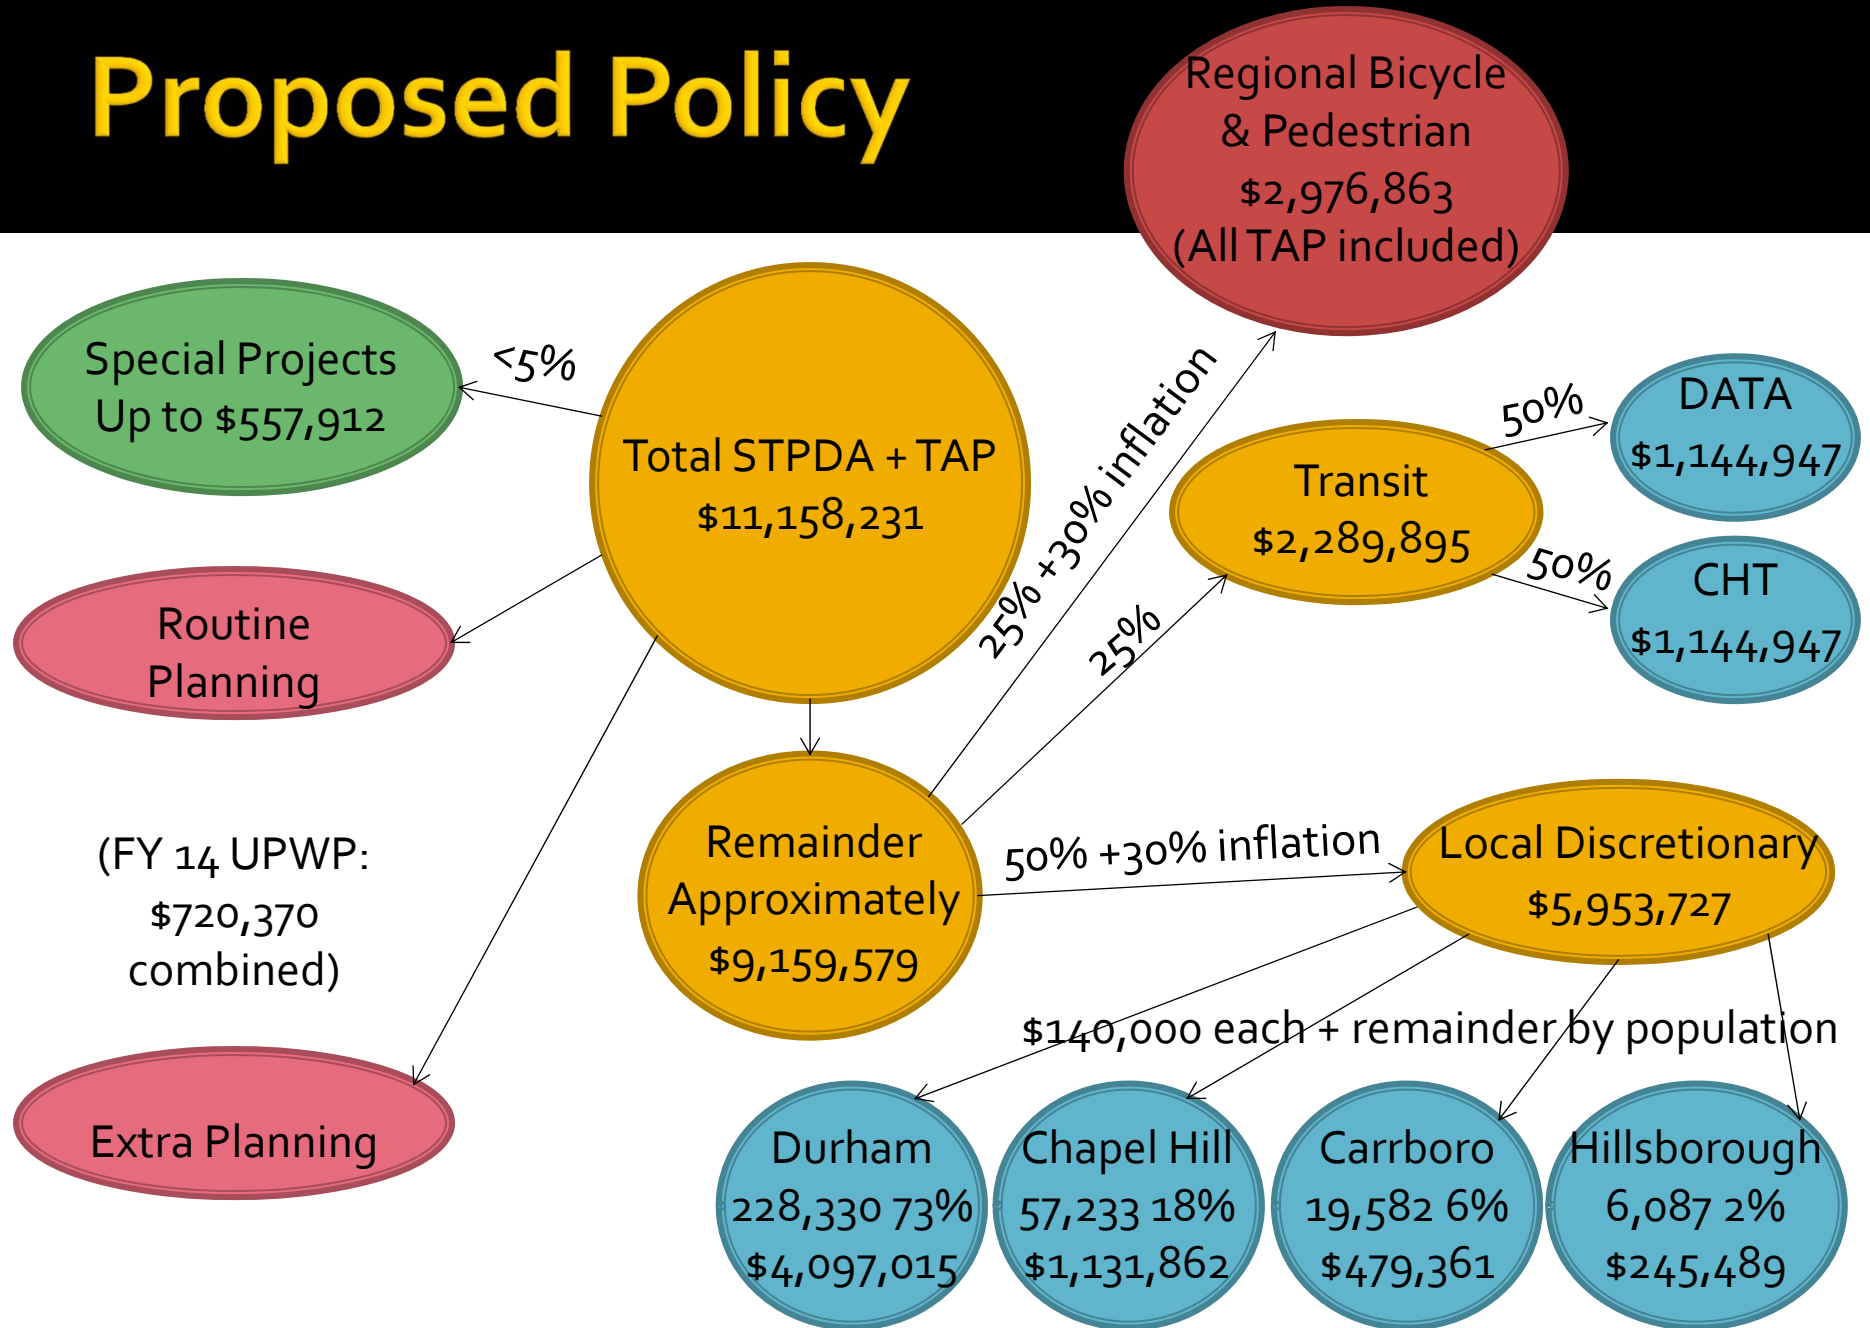 Proposed Policy
Regional Bicycle
& Pedestrian
$2,976,863
(All TAP included)
Special Projects
Up to $557,912
<5%
Total STPDA + TAP
$11,158,231
25% +30% inflation
25%
Transit
$2,289,895
50%
DATA
$1,144,947
50%
CHT
$1,144,947
Routine
Planning
(FY 14 UPWP:
$720,370
combined)
Extra Planning
Remainder
Approximately
$9,159,579
50% +30% inflation
Local Discretionary
$5,953,727
$140,000 each + remainder by population
Durham
228,330 73%
$4,097,015
Chapel Hill
57,233 18%
$1,131,862
Carrboro
19,582 6%
$479,361
Hillsborough
6,087 2%
$245,489